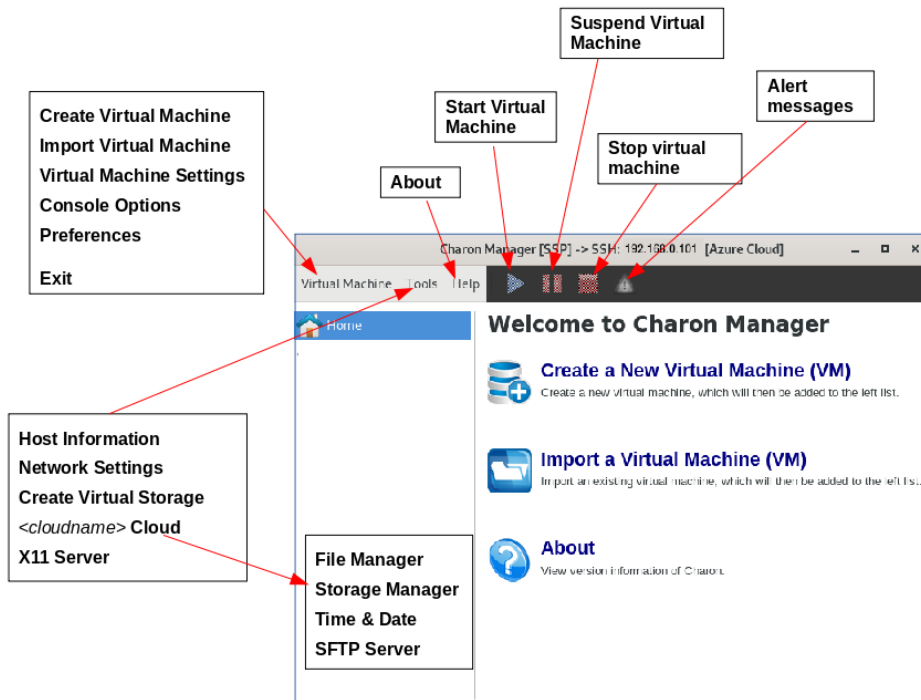 Suspend Virtual
Machine
Alert
messages
Start Virtual
Machine
Stop virtual
machine
About
Create Virtual Machine
Import Virtual Machine
Virtual Machine Settings
Console Options
Preferences
Exit
Charon Manager [SSP] -> SSH: 192.168.0.101 [Azure Cloud]
Virtual Machine Tools Help
Home
Welcome to Charon Manager
Create a New Virtual Machine (VM)
Create a new virtual machine, which will then be added to the left list.
Import a Virtual Machine (VM)
Import an existing virtual machine, which will then be added to the left list.
About
View version information of Charon.
Host Information
Network Settings
Create Virtual Storage
<cloudname> Cloud
X11 Server
File Manager
Storage Manager
Time & Date
SFTP Server